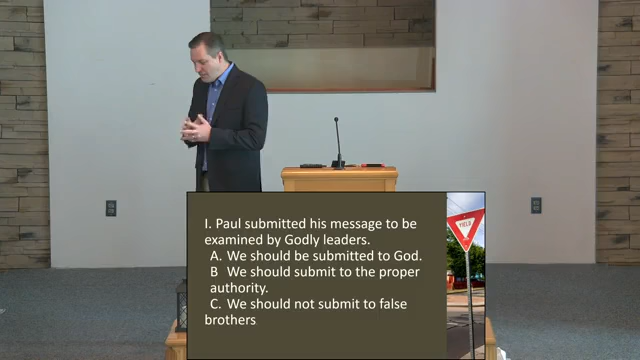 I. Paul submitted his message to be
examined by Godly leaders.
A. We should be submitted to God.
B We should submit to the proper
authority.
C. We should not submit to false
brothers
YIELD